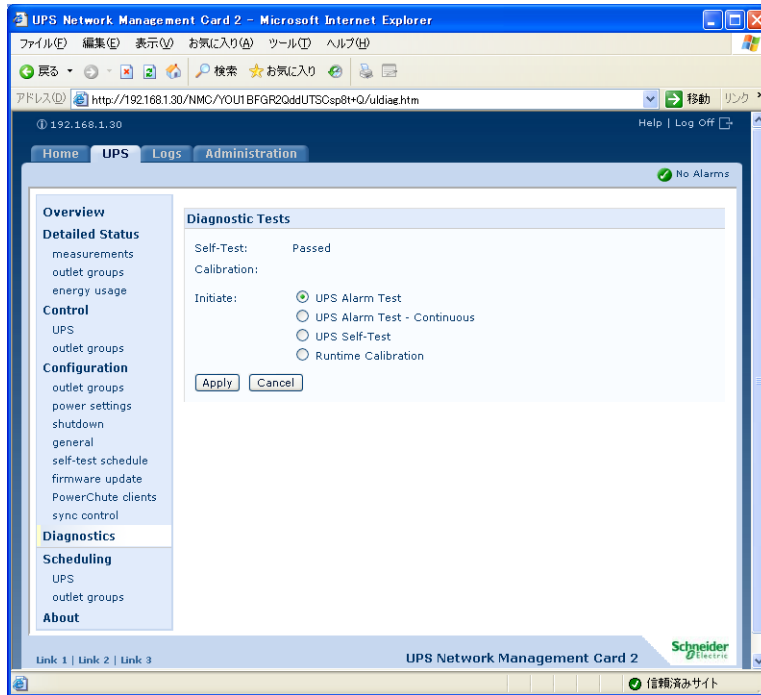 UPS Network Management Card 2 - Microsoft Internet Explorer
ファイル(F) 編集(E) 表示(V) お気に入り(A) ツール(T) ヘルプ(H)
戻る 検索 お気に入り
アドレス(D) http://192.168.1.30/NMC/YOU1BFGR2QddUTSCsp8t+Q/uldiag.htm 移動 リンク »
192.168.1.30 Help | Log Off
Home UPS Logs Administration
No Alarms
Overview
Detailed Status
measurements
outlet groups
energy usage
Control
UPS
outlet groups
Configuration
outlet groups
power settings
shutdown
general
self-test schedule
firmware update
PowerChute clients
sync control
Diagnostics
Scheduling
UPS
outlet groups
About
Diagnostic Tests
Self-Test: Passed
Calibration:
Initiate: UPS Alarm Test
UPS Alarm Test - Continuous
UPS Self-Test
Runtime Calibration
Apply Cancel
Link 1 | Link 2 | Link 3
UPS Network Management Card 2
Schneider
Electric
信頼済みサイト